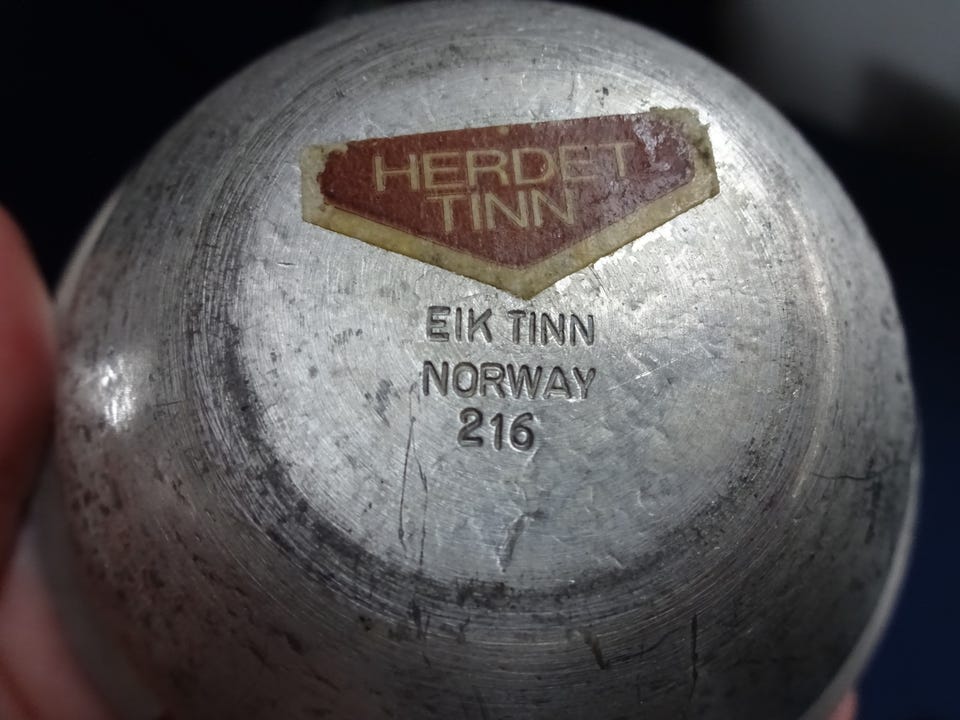 HERDET
TINN
EIK TINN
NORWAY
216